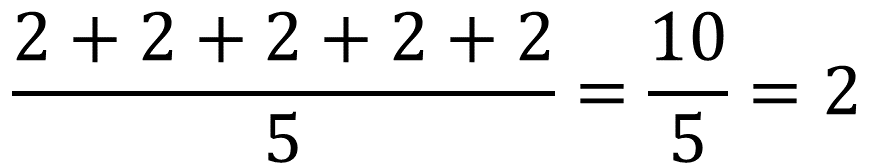 2 + 2 + 2 + 2 + 2
5
= 10/5 = 2